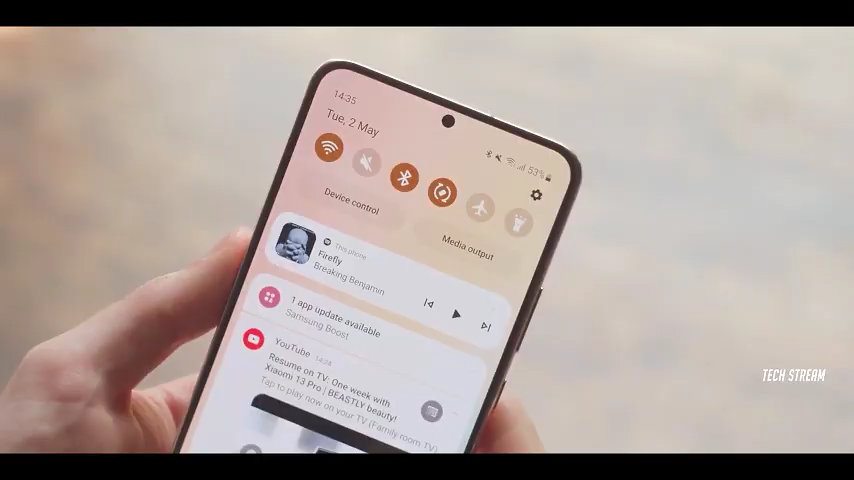 14:35
Tue, 2 May
53%
Device control
Media output
This phone
Firefly
Breaking Benjamin
1 app update available
Samsung Boost
YouTube 14:24
Resume on TV: One week with
Xiaomi 13 Pro | BEASTLY beauty!
Tap to play now on your TV (Family room TV)
TECH STREAM